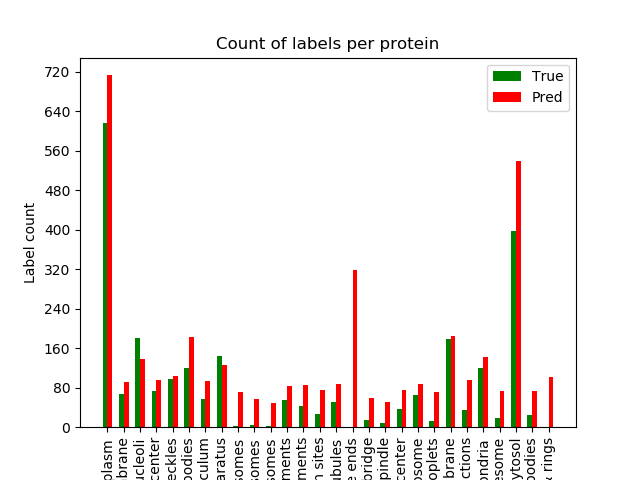 Count of labels per protein
True
Pred
Label count
720
640
560
480
400
320
240
160
80
0
plasm
brane
ucleoli
center
eckles
bodies
culum
aratus
somes
somes
somes
ments
ments
n sites
ubules
e ends
bridge
pindle
center
osome
oplets
brane
ctions
ondria
esome
ytosol
bodies
& rings